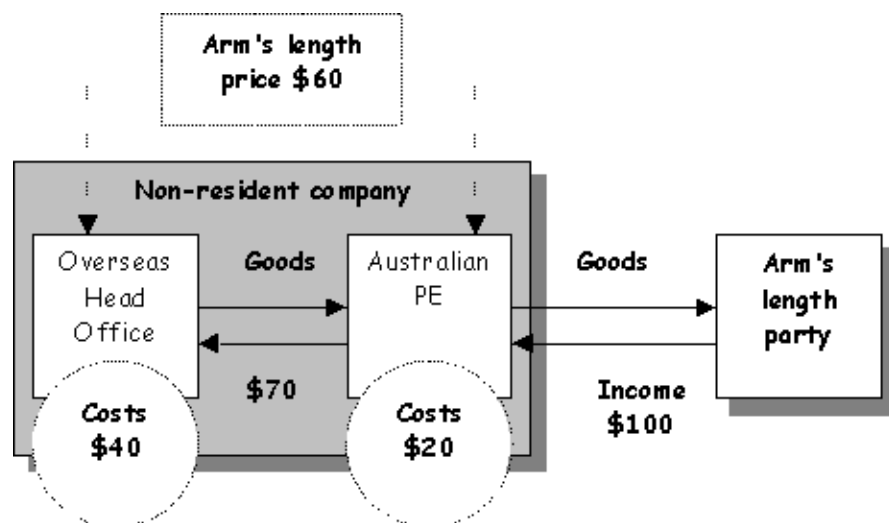 Arm's length
price $60
Non-resident company
Overseas
Head
Office
Goods
$70
Australian
PE
Goods
Income
$100
Arm's
length
party
Costs
$40
Costs
$20